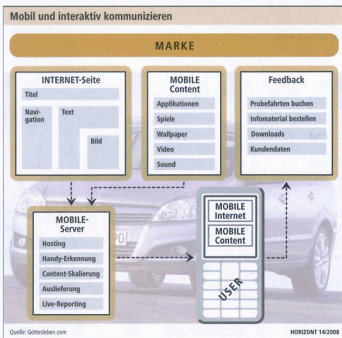 Mobil und interaktiv kommunizieren
MARKE
INTERNET-Seite
Titel
Navi-
gation
Text
Bild
MOBILE
Content
Applikationen
Spiele
Wallpaper
Video
Sound
Feedback
Probefahrten buchen
Infomaterial bestellen
Downloads
Kundendaten
MOBILE-
Server
Hosting
Handy-Erkennung
Content-Skalierung
Auslieferung
Live-Reporting
MOBILE
Internet
MOBILE
Content
USER
Quelle: Gottesleben.com
HORIZONT 14/2008